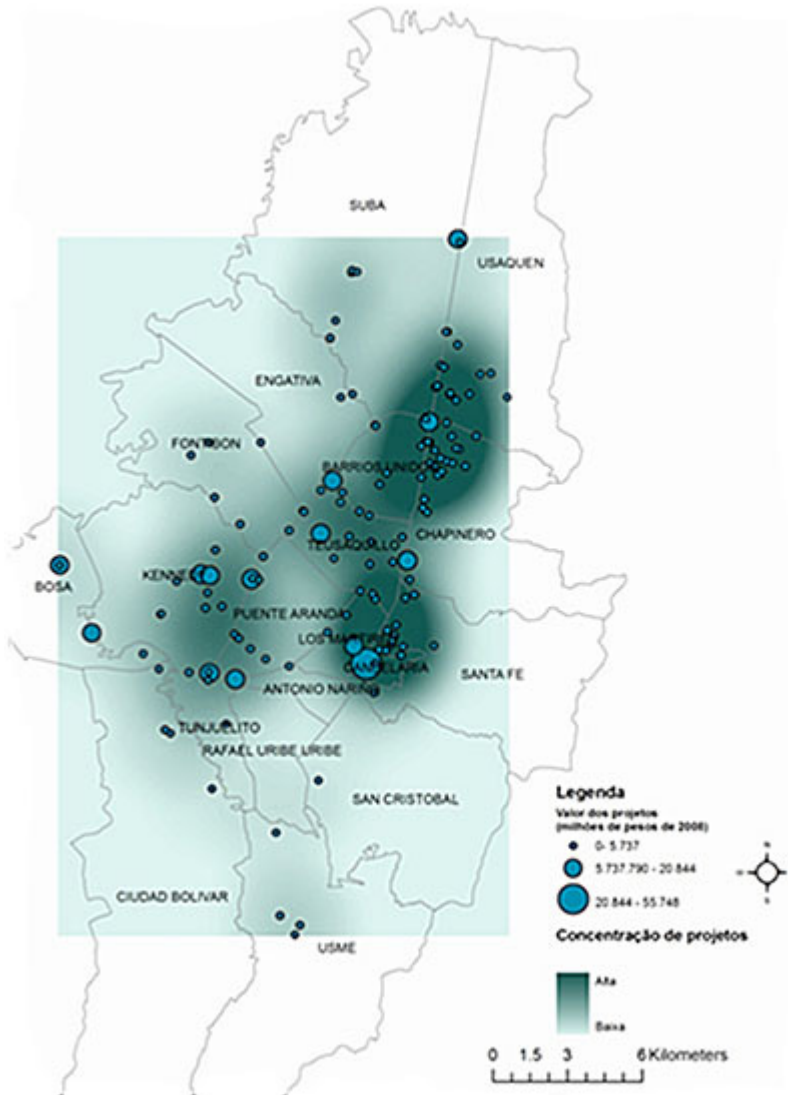 SUBA
USAQUEN
ENGATIVA
FONTIBON
BARRIOS UNIDOS
CHAPINERO
TEUSAQUILLO
BOSA
PUENTE ARANDA
LOS MARTIRES
CANDELARIA
SANTA FE
ANTONIO NARIÑO
TUNJUELITO
RAFAEL URIBE URIBE
SAN CRISTOBAL
CIUDAD BOLIVAR
USME
Legenda
Valor dos projetos
(milhões de pesos de 2008)
0- 5.737
5.737.790 - 20.844
20.844 - 55.748
N
S
Concentração de projetos
Alta
Baixa
0 1.5 3 6 Kilometers